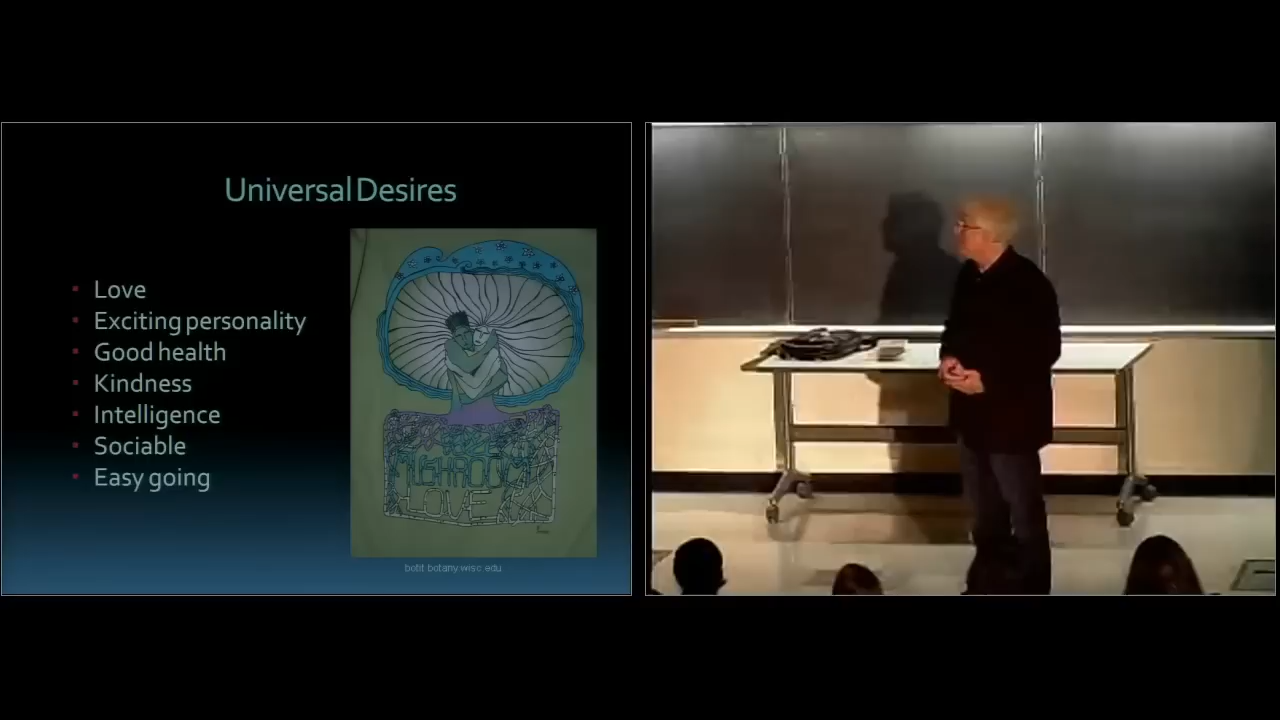 Universal Desires
Love
Exciting personality
Good health
Kindness
Intelligence
Sociable
Easy going
MUSHROOM
LOVE
botit botany.wisc.edu